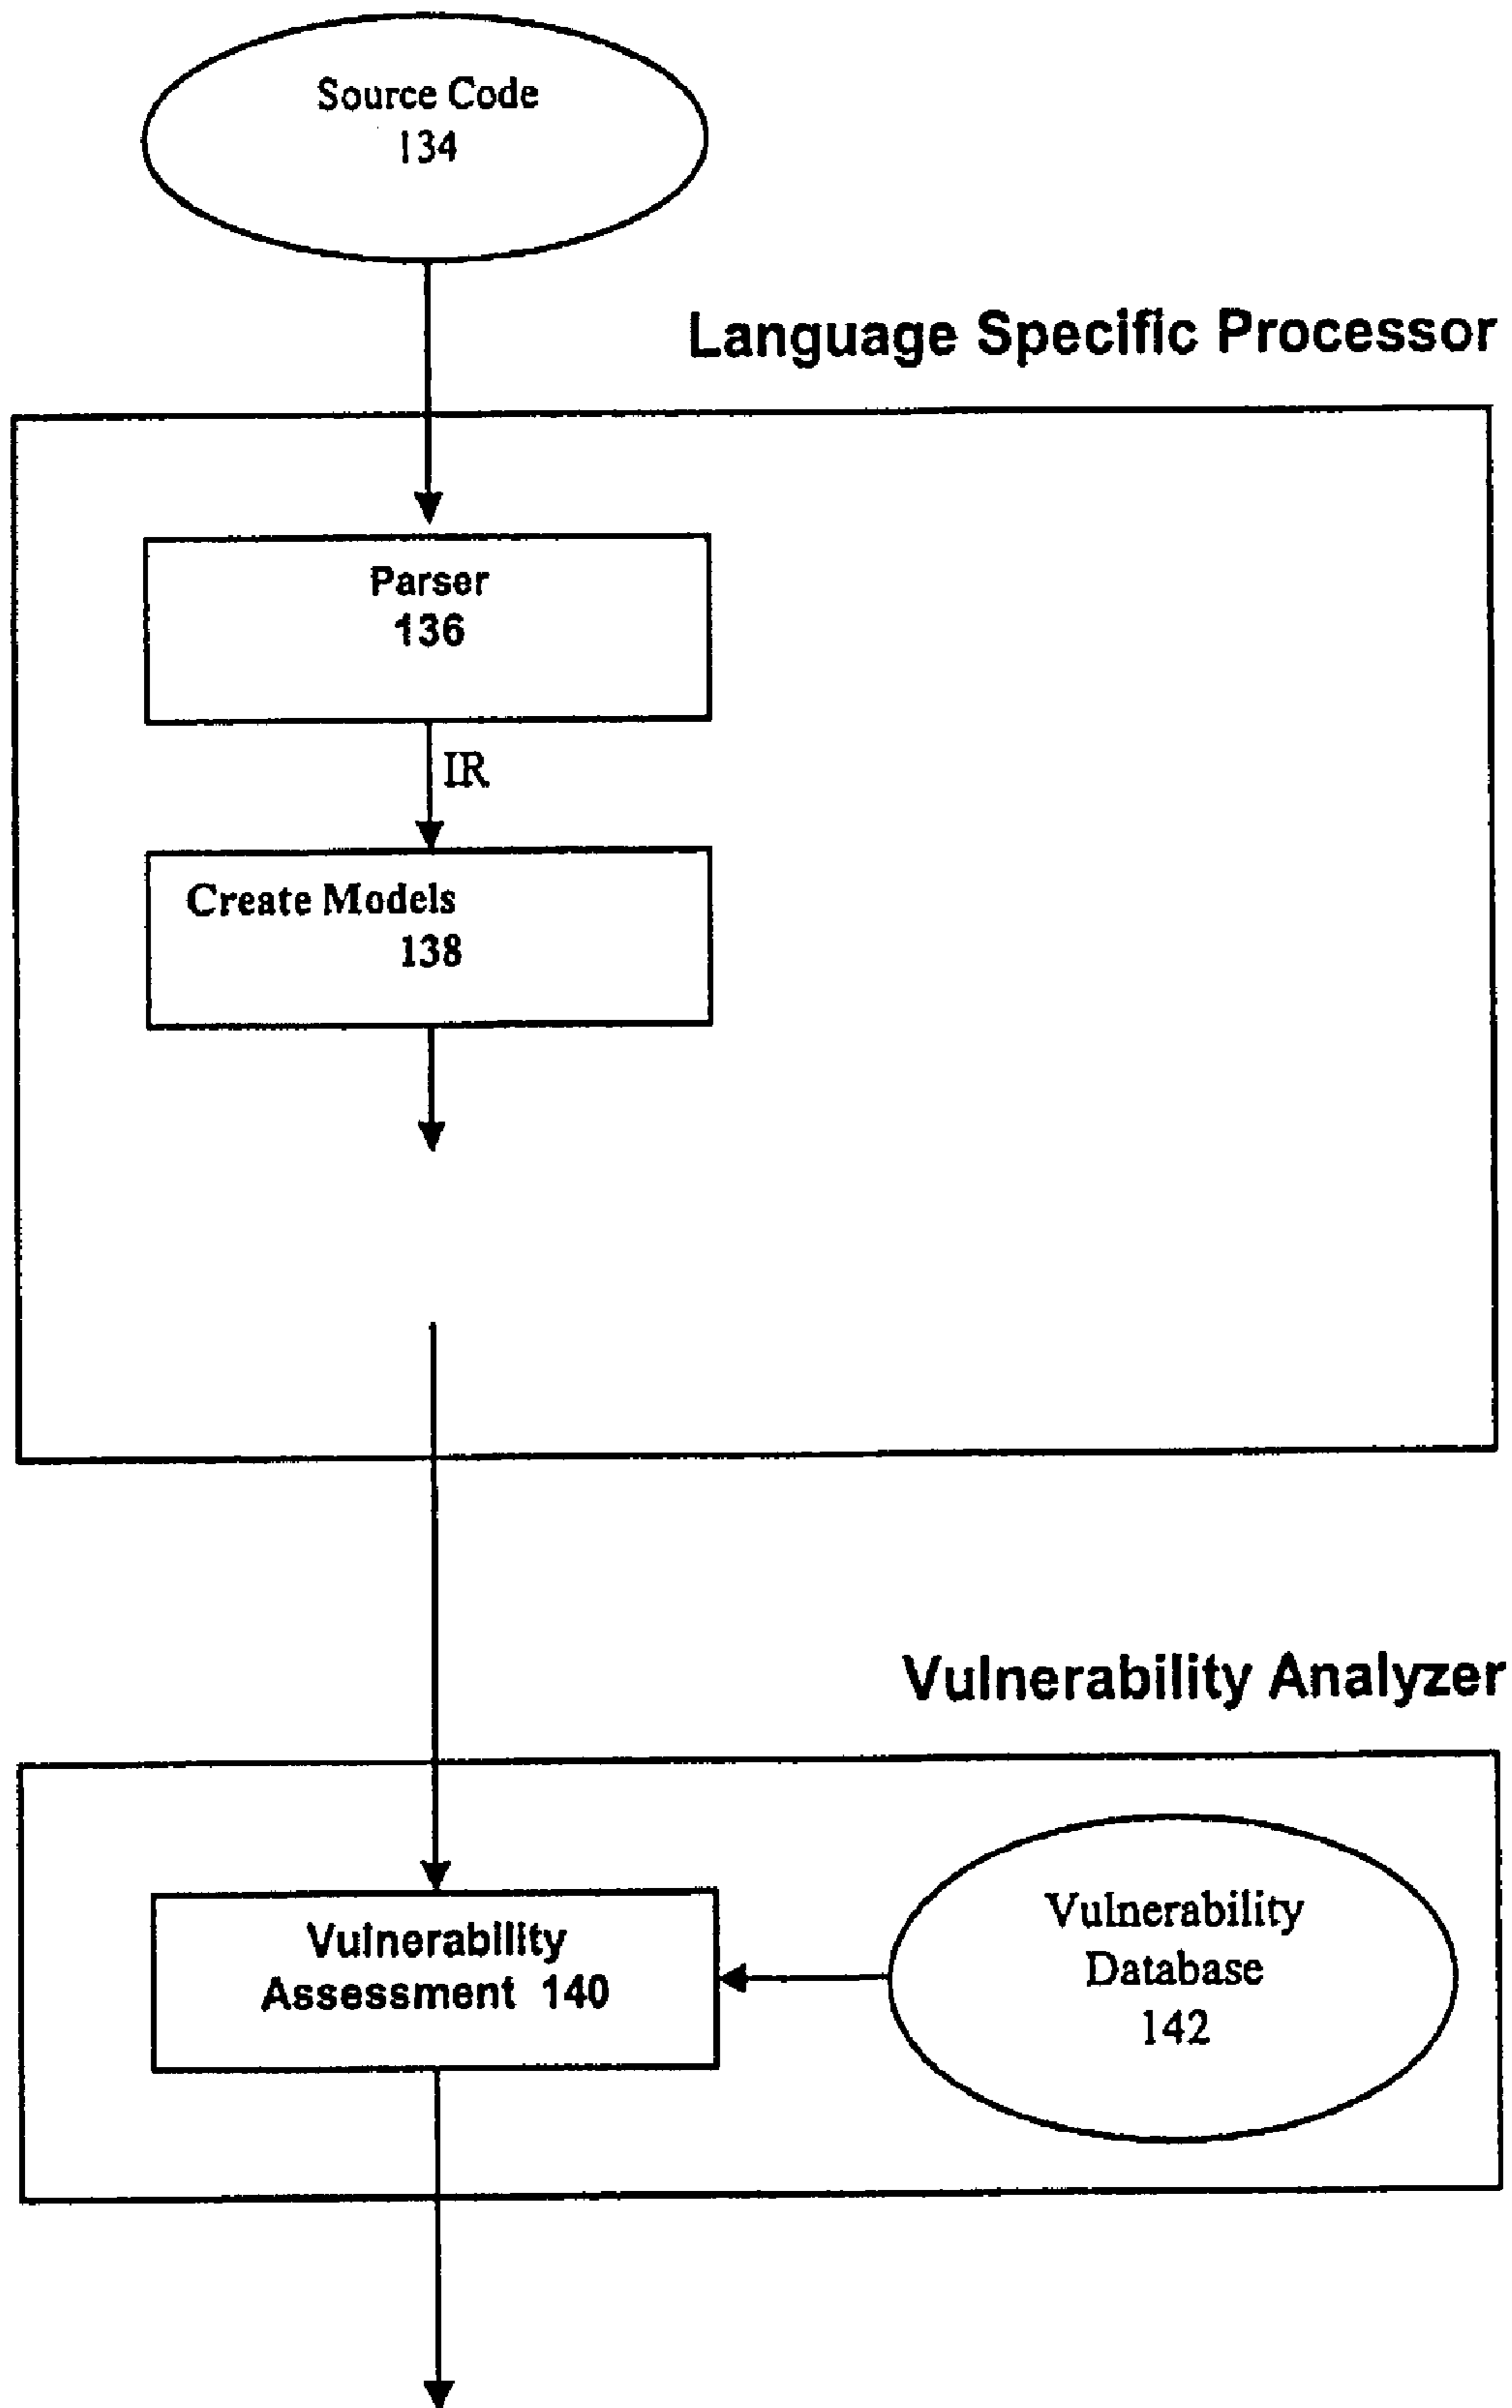 Source Code
134
Language Specific Processor
Parser
136
IR
Create Models
138
Vulnerability Analyzer
Vulnerability
Assessment 140
Vulnerability
Database
142